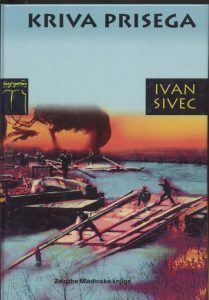 KRIVA PRISEGA
IVAN
SIVEC
Založba Mladinska knjiga